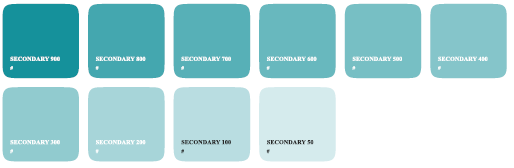 SECONDARY 900
#
SECONDARY 800
#
SECONDARY 700
#
SECONDARY 600
#
SECONDARY 500
#
SECONDARY 400
#
SECONDARY 300
#
SECONDARY 200
#
SECONDARY 100
#
SECONDARY 50
#